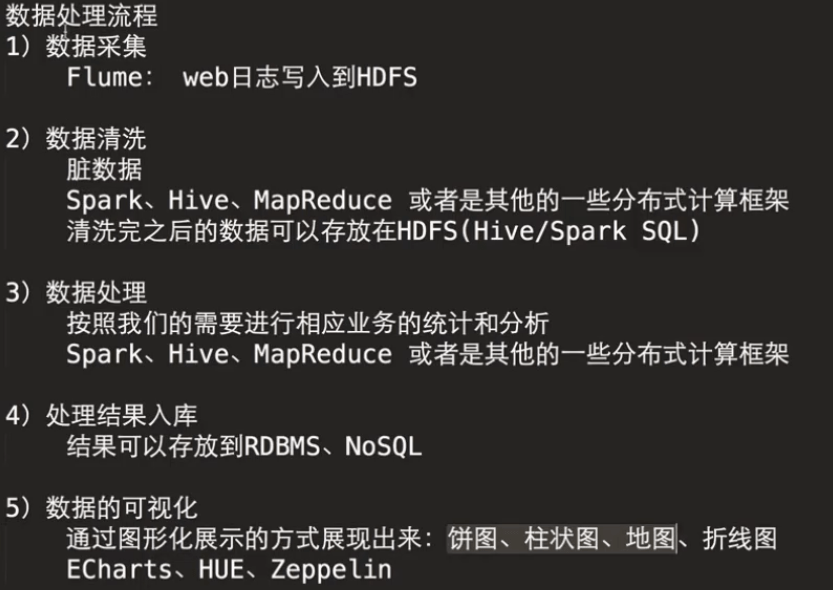 数据处理流程
1）数据采集
Flume： web日志写入到HDFS
2）数据清洗
脏数据
Spark、Hive、MapReduce 或者是其他的一些分布式计算框架
清洗完之后的数据可以存放在HDFS(Hive/Spark SQL)
3）数据处理
按照我们的需要进行相应业务的统计和分析
Spark、Hive、MapReduce 或者是其他的一些分布式计算框架
4）处理结果入库
结果可以存放到RDBMS、NoSQL
5）数据的可视化
通过图形化展示的方式展现出来：饼图、柱状图、地图、折线图
ECharts、HUE、Zeppelin